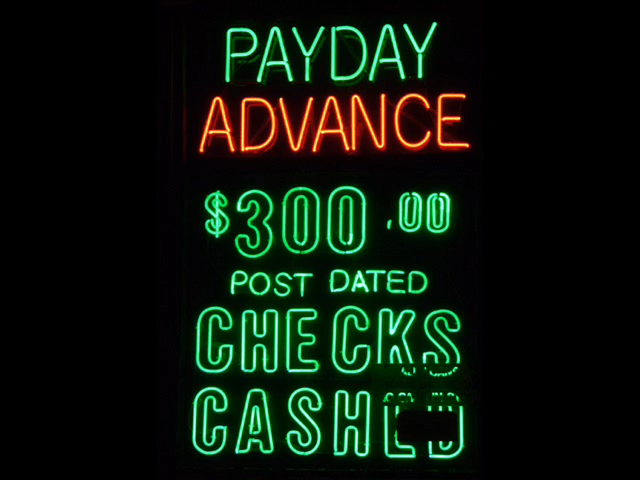 PAYDAY
ADVANCE
$300.00
POST DATED
CHECKS
CASHED